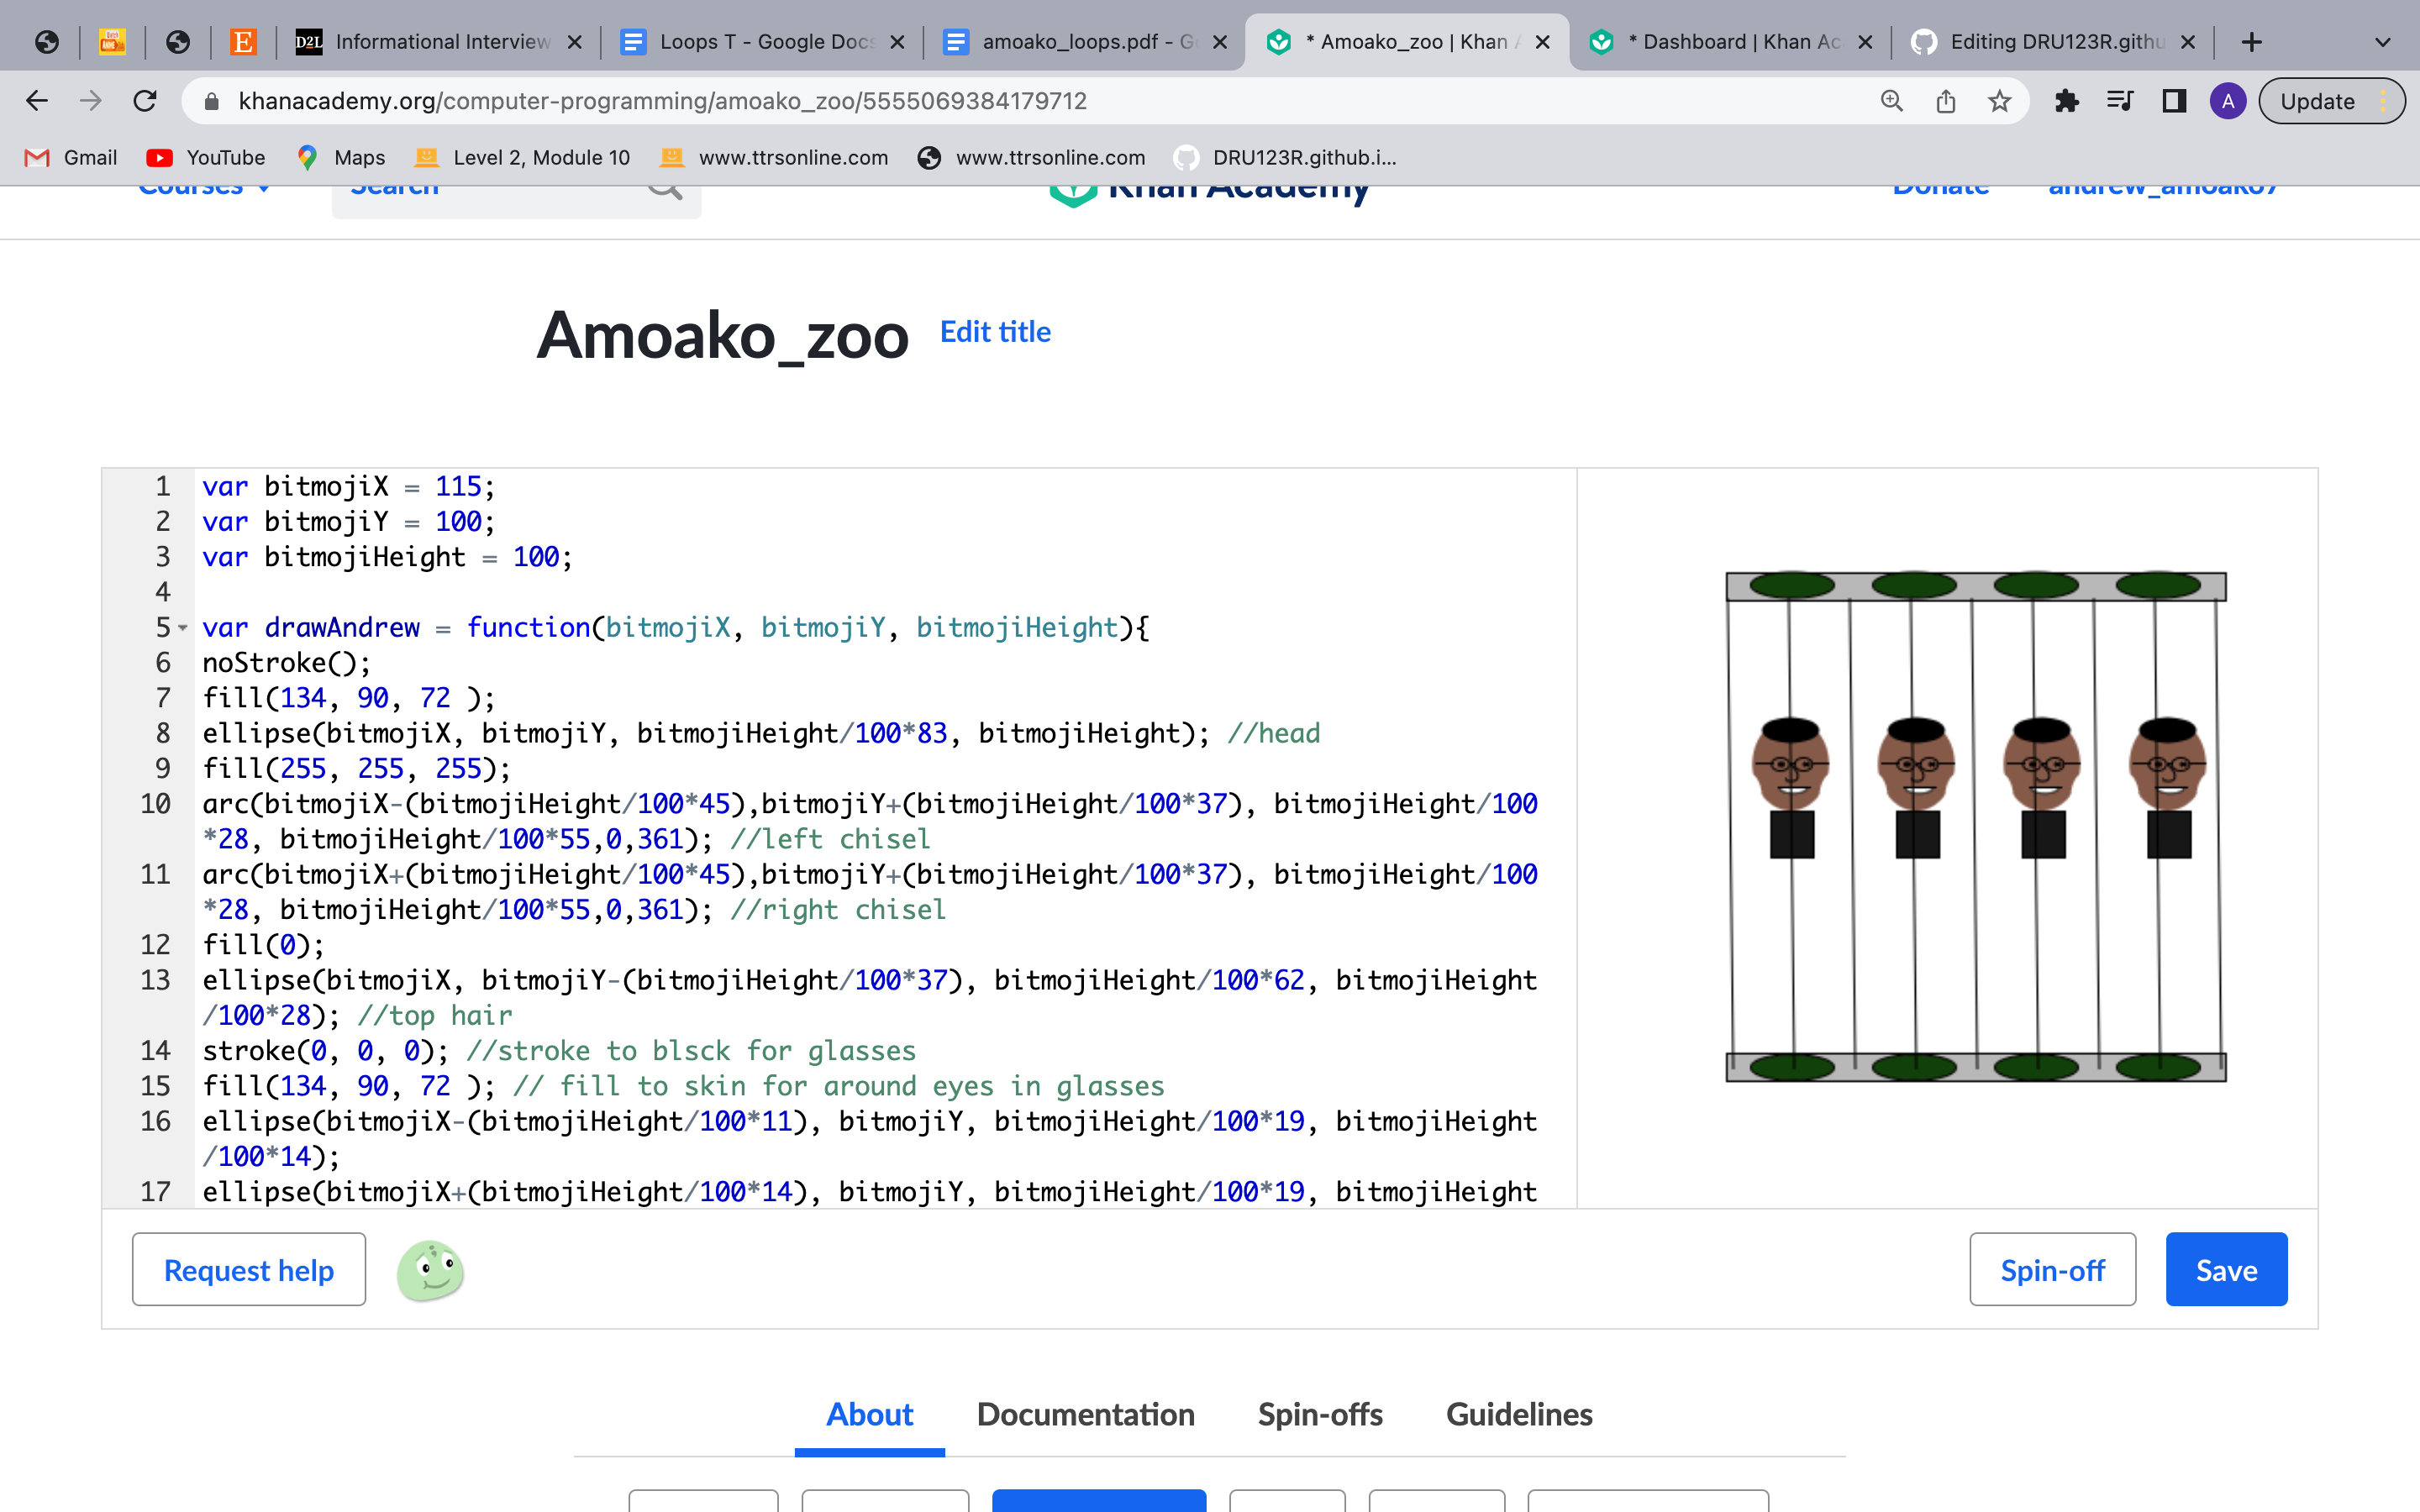 D2L Informational Interview
Loops T - Google Docs
amoako_loops.pdf - G
* Amoako_zoo | Khan A
* Dashboard | Khan Ac
Editing DRU123R.githu
khanacademy.org/computer-programming/amoako_zoo/5555069384179712
A
Update
Gmail
YouTube
Maps
Level 2, Module 10
www.ttrsonline.com
www.ttrsonline.com
DRU123R.github.i...
Courses
Search
Khan Academy
Donate
andrew_amoako7
Amoako_zoo
Edit title
1 var bitmojiX = 115;
2 var bitmojiY = 100;
3 var bitmojiHeight = 100;
4
5 var drawAndrew = function(bitmojiX, bitmojiY, bitmojiHeight){
6 noStroke();
7 fill(134, 90, 72 );
8 ellipse(bitmojiX, bitmojiY, bitmojiHeight/100*83, bitmojiHeight); //head
9 fill(255, 255, 255);
10 arc(bitmojiX-(bitmojiHeight/100*45),bitmojiY+(bitmojiHeight/100*37), bitmojiHeight/100
*28, bitmojiHeight/100*55,0,361); //left chisel
11 arc(bitmojiX+(bitmojiHeight/100*45),bitmojiY+(bitmojiHeight/100*37), bitmojiHeight/100
*28, bitmojiHeight/100*55,0,361); //right chisel
12 fill(0);
13 ellipse(bitmojiX, bitmojiY-(bitmojiHeight/100*37), bitmojiHeight/100*62, bitmojiHeight
/100*28); //top hair
14 stroke(0, 0, 0); //stroke to blsck for glasses
15 fill(134, 90, 72 ); // fill to skin for around eyes in glasses
16 ellipse(bitmojiX-(bitmojiHeight/100*11), bitmojiY, bitmojiHeight/100*19, bitmojiHeight
/100*14);
17 ellipse(bitmojiX+(bitmojiHeight/100*14), bitmojiY, bitmojiHeight/100*19, bitmojiHeight
Request help
Spin-off
Save
About
Documentation
Spin-offs
Guidelines